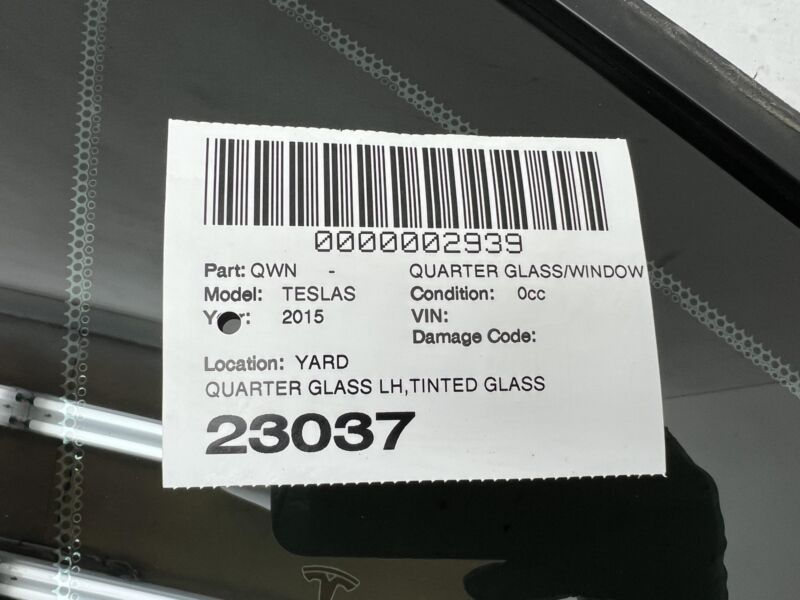 0000002939
Part: QWN - QUARTER GLASS/WINDOW
Model: TESLAS Condition: 0cc
Year: 2015 VIN:
Damage Code:
Location: YARD
QUARTER GLASS LH,TINTED GLASS
23037